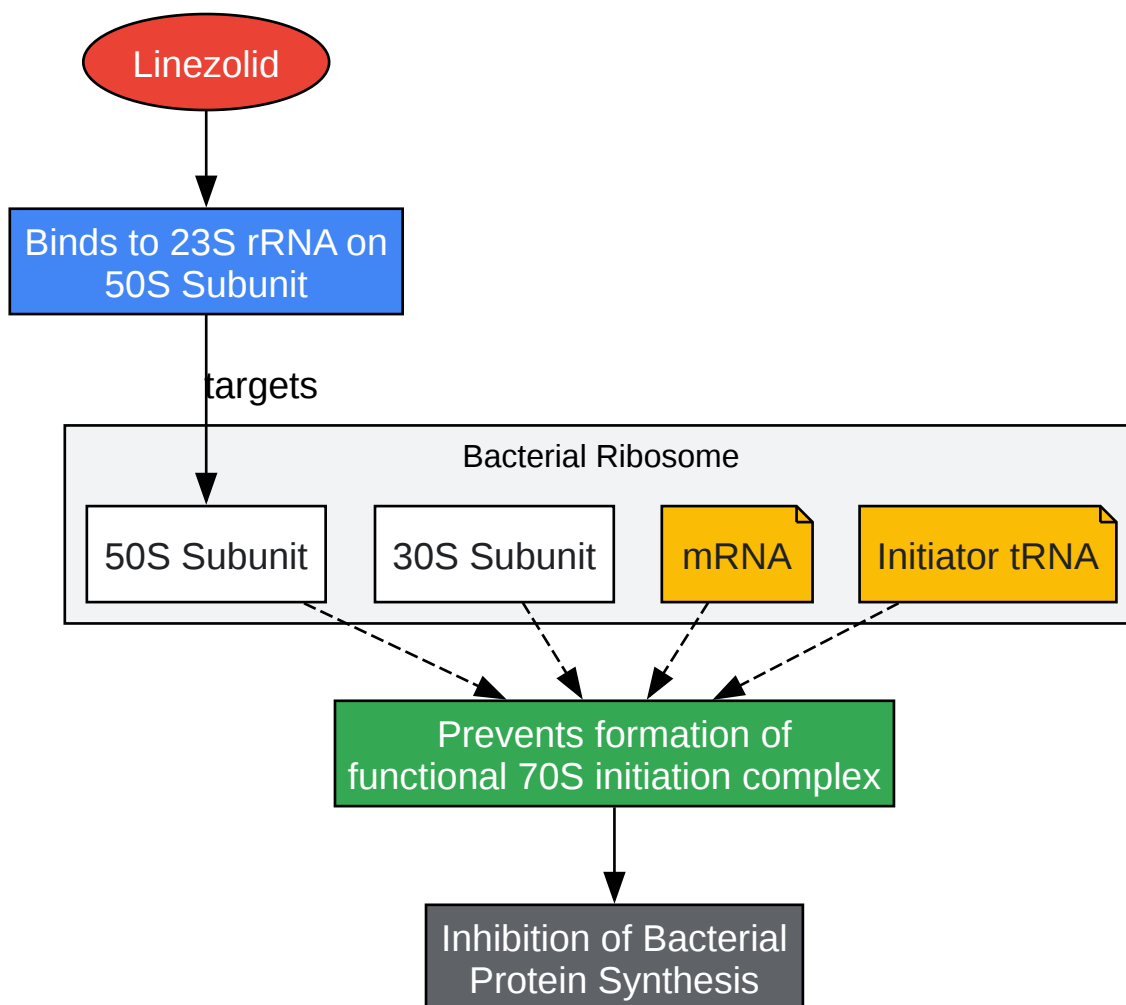 Linezolid
Binds to 23S rRNA on
50S Subunit
targets
Bacterial Ribosome
50S Subunit
30S Subunit
mRNA
Initiator tRNA
Prevents formation of
functional 70S initiation complex
Inhibition of Bacterial
Protein Synthesis